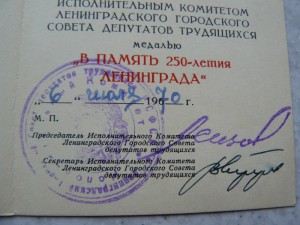 ИСПОЛНИТЕЛЬНЫМ КОМИТЕТОМ
ЛЕНИНГРАДСКОГО ГОРОДСКОГО
СОВЕТА ДЕПУТАТОВ ТРУДЯЩИХСЯ
медалью
"В ПАМЯТЬ 250-летия
ЛЕНИНГРАДА"
"6" июля 1960 г.
М. П.
Председатель Исполнительного Комитета
Ленинградского Городского Совета
депутатов трудящихся
Секретарь Исполнительного Комитета
Ленинградского Городского Совета
депутатов трудящихся